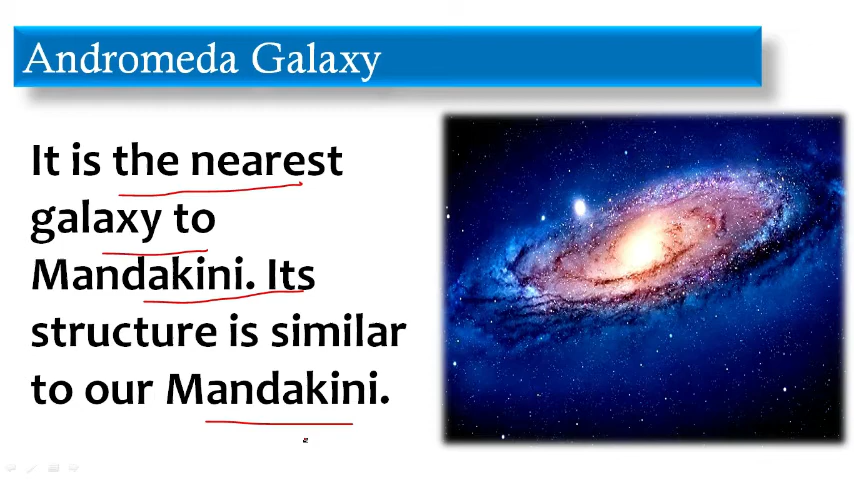 Andromeda Galaxy
It is the nearest
galaxy to
Mandakini. Its
structure is similar
to our Mandakini.